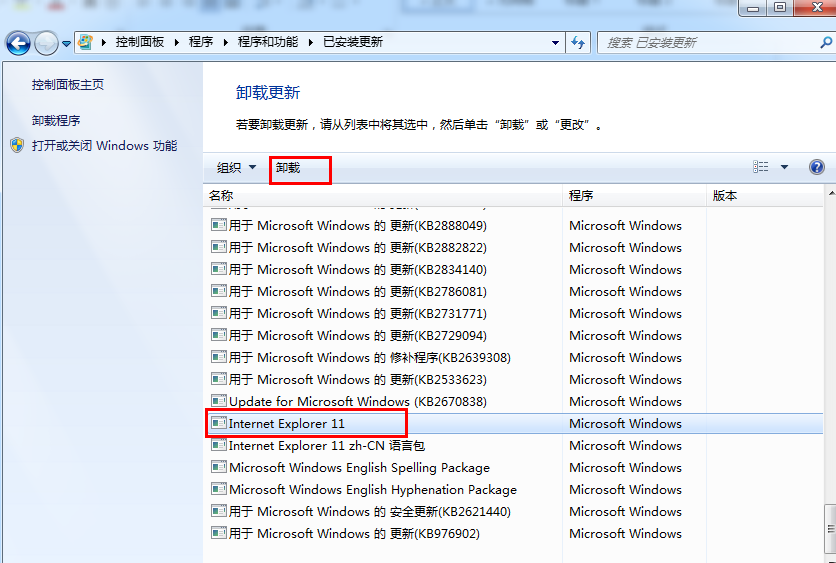 控制面板 程序 程序和功能 已安装更新
搜索 已安装更新
控制面板主页
卸载程序
打开或关闭 Windows 功能
卸载更新
若要卸载更新，请从列表中将其选中，然后单击“卸载”或“更改”。
组织 卸载
名称 程序 版本
用于 Microsoft Windows 的 更新(KB2888049) Microsoft Windows
用于 Microsoft Windows 的 更新(KB2882822) Microsoft Windows
用于 Microsoft Windows 的 更新(KB2834140) Microsoft Windows
用于 Microsoft Windows 的 更新(KB2786081) Microsoft Windows
用于 Microsoft Windows 的 更新(KB2731771) Microsoft Windows
用于 Microsoft Windows 的 更新(KB2729094) Microsoft Windows
用于 Microsoft Windows 的 修补程序(KB2639308) Microsoft Windows
用于 Microsoft Windows 的 更新(KB2533623) Microsoft Windows
Update for Microsoft Windows (KB2670838) Microsoft Windows
Internet Explorer 11 Microsoft Windows
Internet Explorer 11 zh-CN 语言包 Microsoft Windows
Microsoft Windows English Spelling Package Microsoft Windows
Microsoft Windows English Hyphenation Package Microsoft Windows
用于 Microsoft Windows 的 安全更新(KB2621440) Microsoft Windows
用于 Microsoft Windows 的 更新(KB976902) Microsoft Windows